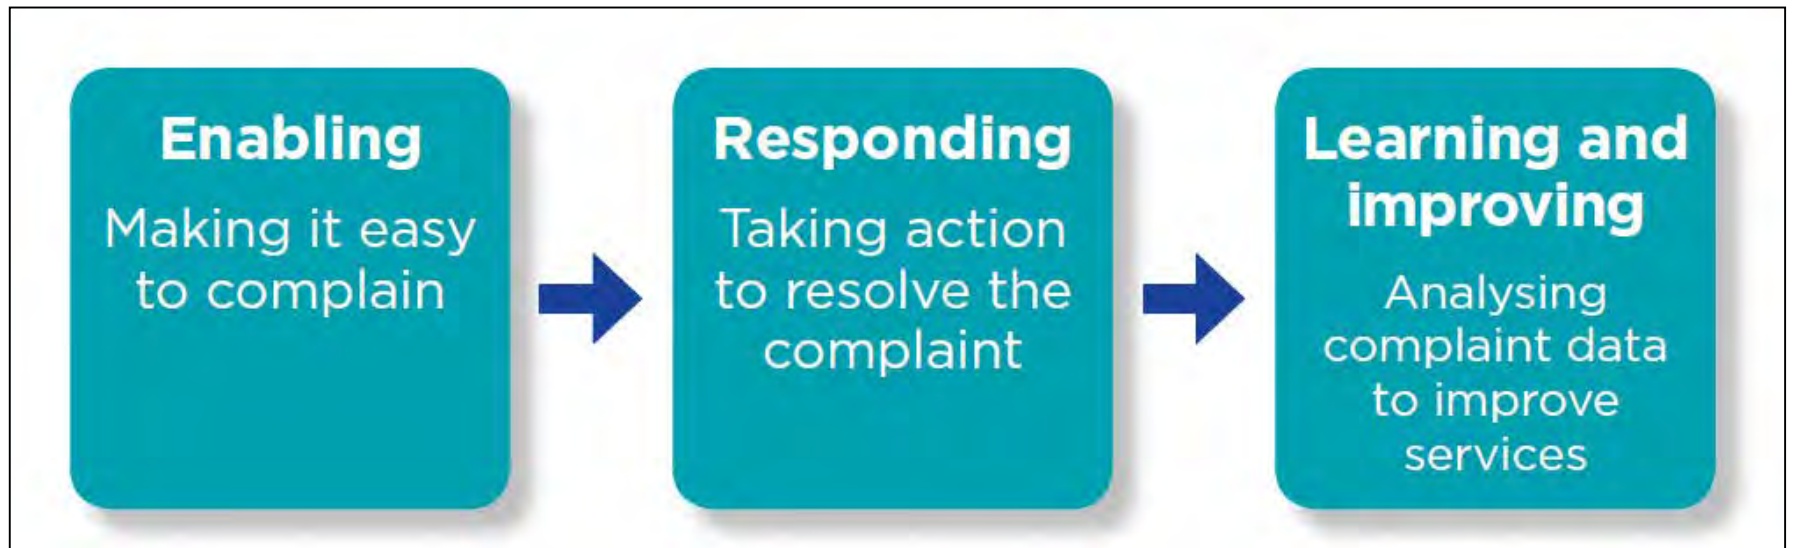 Enabling
Making it easy
to complain
Responding
Taking action
to resolve the
complaint
Learning and
improving
Analysing
complaint data
to improve
services